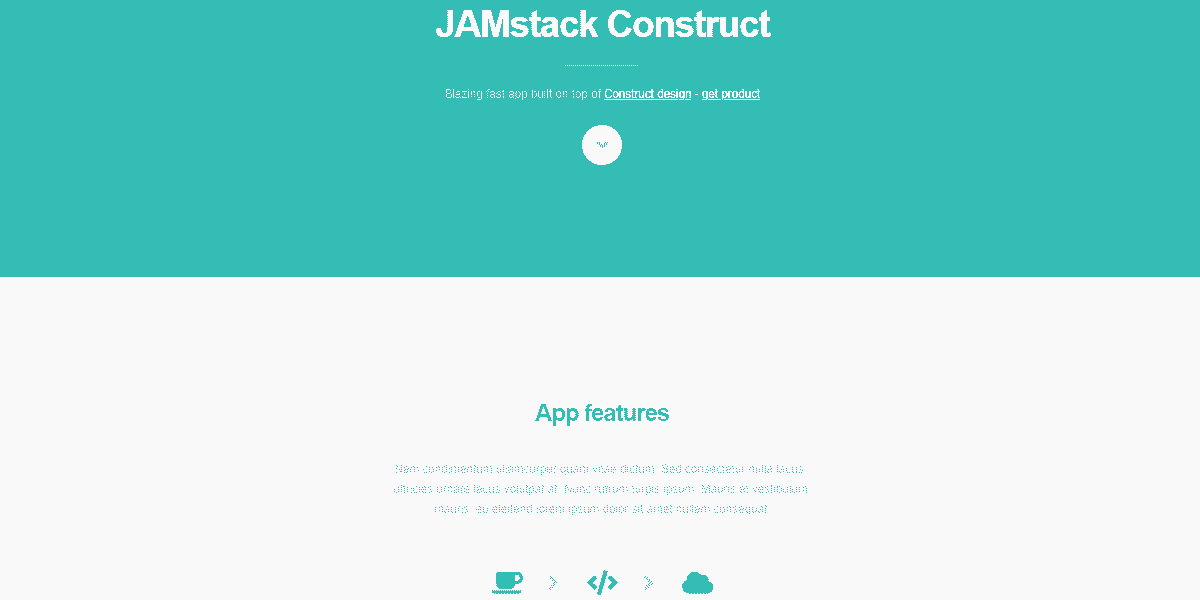 JAMstack Construct
Blazing fast app built on top of Construct design - get product
App features
Nam condimentum ullamcorper quam vitae dictum. Sed consectetur nulla lacus,
ultricies ornare lacus volutpat at. Nunc rutrum turpis ipsum. Mauris et vestibulum
mauris, eu eleifend lorem ipsum dolor sit amet nullam consequat